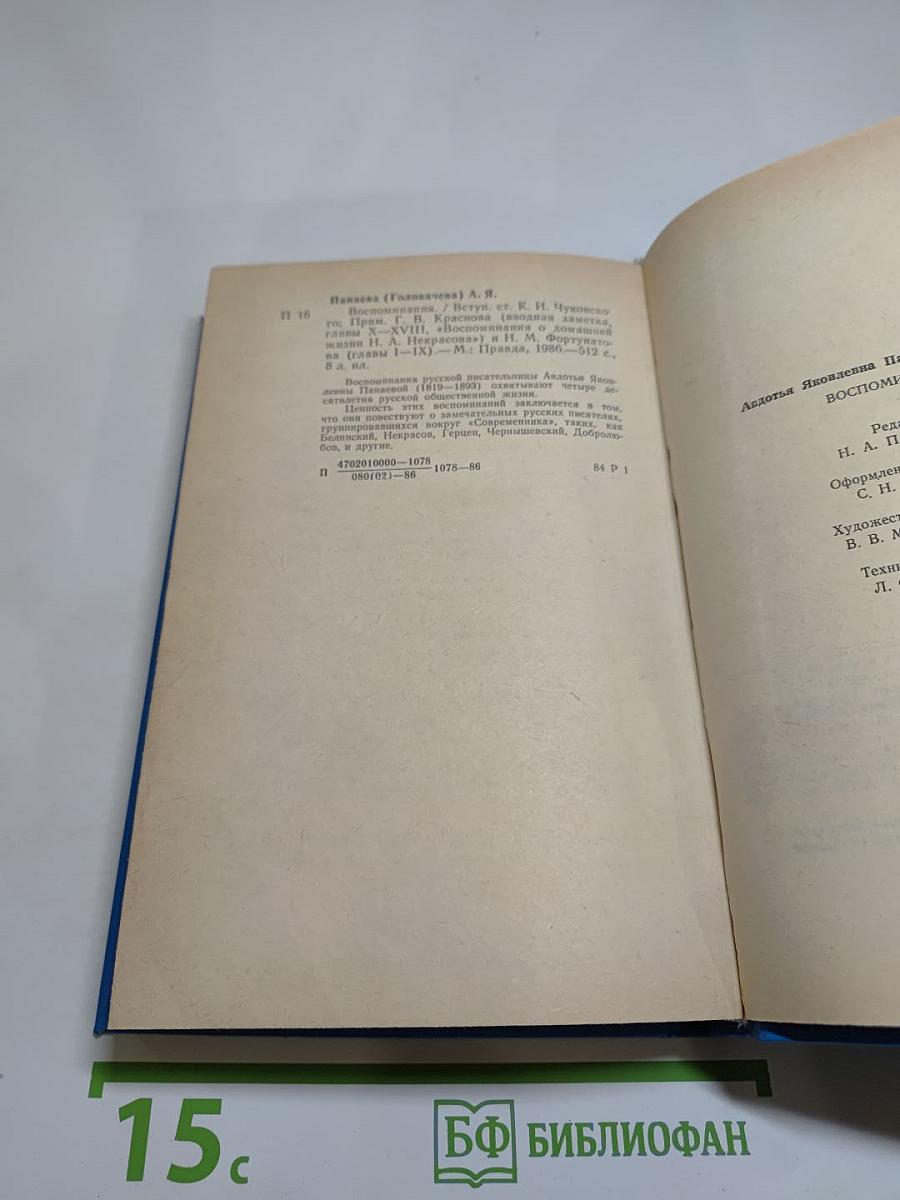 Панаева (Головачева) А. Я.
П 16
Воспоминания. / Вступ. ст. К. И. Чуковско-
го; Прим. Г. В. Краснова (вводная заметка,
главы X—XVIII, «Воспоминания о домашней
жизни Н. А. Некрасова») и Н. М. Фортунато-
ва (главы I—IX).— М.: Правда, 1986.—512 с.,
8 л. ил.
Воспоминания русской писательницы Авдотьи Яков-
левны Панаевой (1819—1893) охватывают четыре де-
сятилетия русской общественной жизни.
Ценность этих воспоминаний заключается в том,
что они повествуют о замечательных русских писателях,
группировавшихся вокруг «Современника», таких, как
Белинский, Некрасов, Герцен, Чернышевский, Добролю-
бов, и другие.
П 4702010000—1078
080(02)—86
1078—86
84 Р 1
Авдотья Яковлевна Па
ВОСПОМИ
Реда
Н. А. П
Оформлен
С. Н.
Художест
В. В. М
Техни
Л.
15 с
БФ БИБЛИОФАН